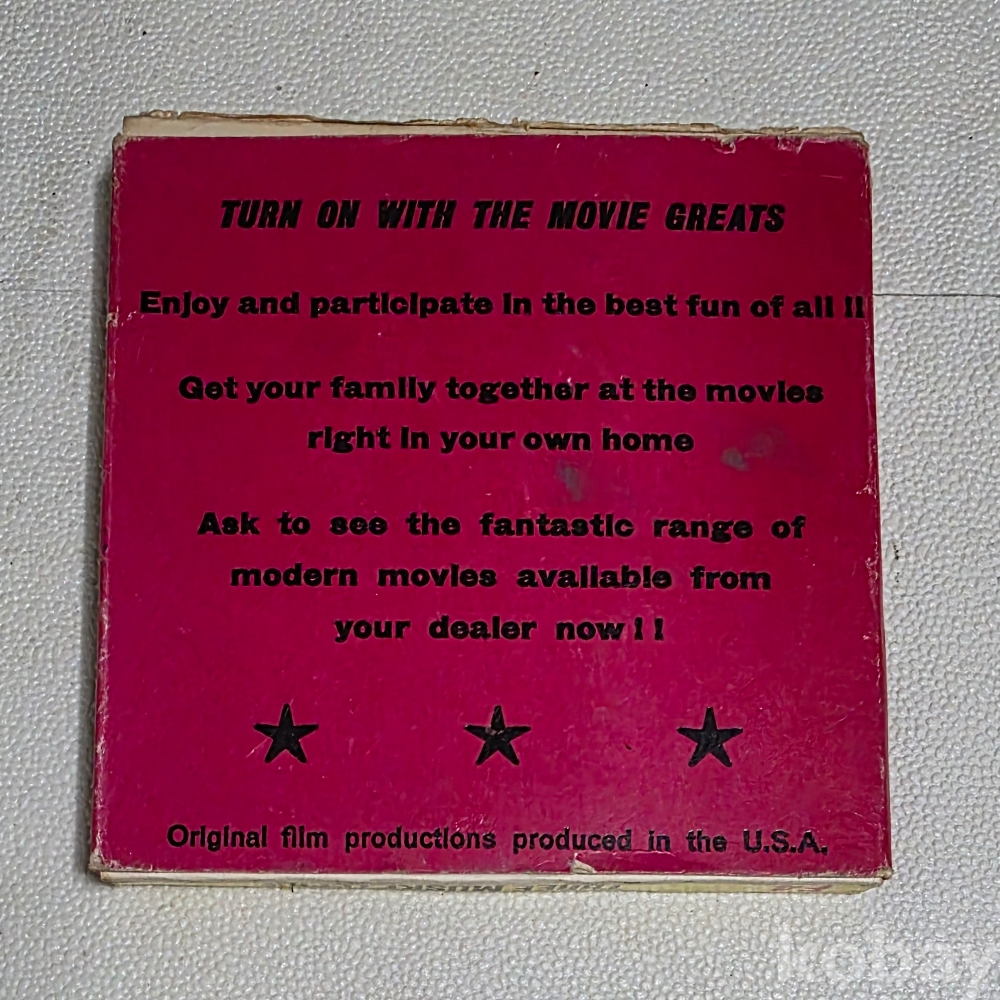 TURN ON WITH THE MOVIE GREATS
Enjoy and participate in the best fun of all !!
Get your family together at the movies
right in your own home
Ask to see the fantastic range of
modern movies available from
your dealer now!!
Original film productions produced in the U.S.A.